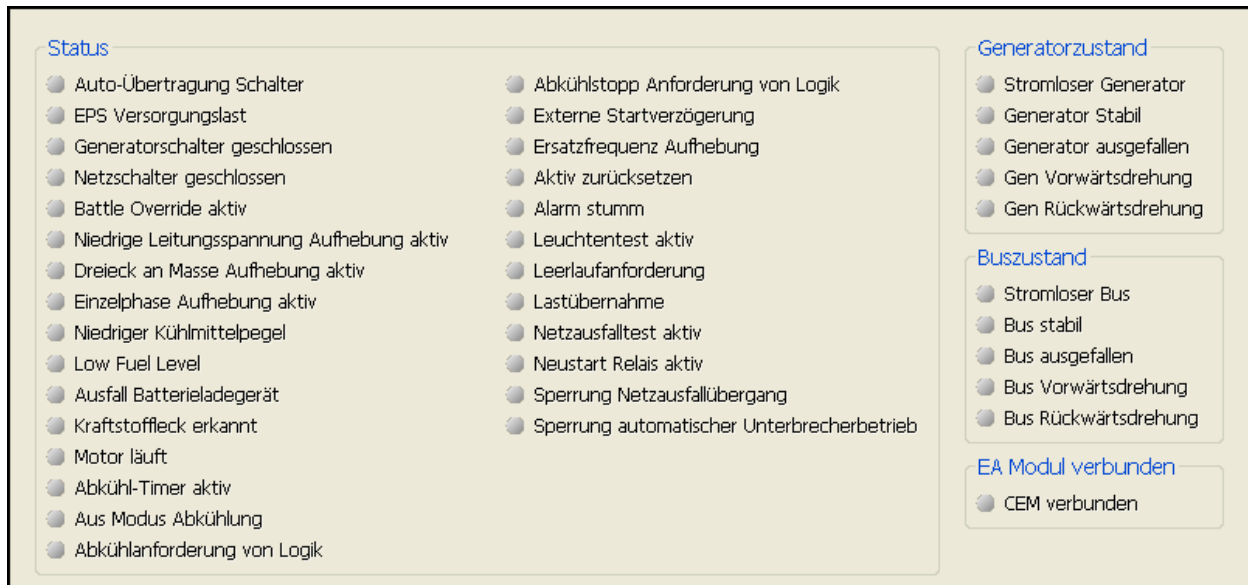 Status
Auto-Übertragung Schalter
EPS Versorgungslast
Generatorschalter geschlossen
Netzschalter geschlossen
Battle Override aktiv
Niedrige Leitungsspannung Aufhebung aktiv
Dreieck an Masse Aufhebung aktiv
Einzelphase Aufhebung aktiv
Niedriger Kühlmittelpegel
Low Fuel Level
Ausfall Batterieladegerät
Kraftstoffleck erkannt
Motor läuft
Abkühl-Timer aktiv
Aus Modus Abkühlung
Abkühlanforderung von Logik
Abkühlstopp Anforderung von Logik
Externe Startverzögerung
Ersatzfrequenz Aufhebung
Aktiv zurücksetzen
Alarm stumm
Leuchtentest aktiv
Leerlaufanforderung
Lastübernahme
Netzausfalltest aktiv
Neustart Relais aktiv
Sperrung Netzausfallübergang
Sperrung automatischer Unterbrecherbetrieb
Generatorzustand
Stromloser Generator
Generator Stabil
Generator ausgefallen
Gen Vorwärtsdrehung
Gen Rückwärtsdrehung
Buszustand
Stromloser Bus
Bus stabil
Bus ausgefallen
Bus Vorwärtsdrehung
Bus Rückwärtsdrehung
EA Modul verbunden
CEM verbunden